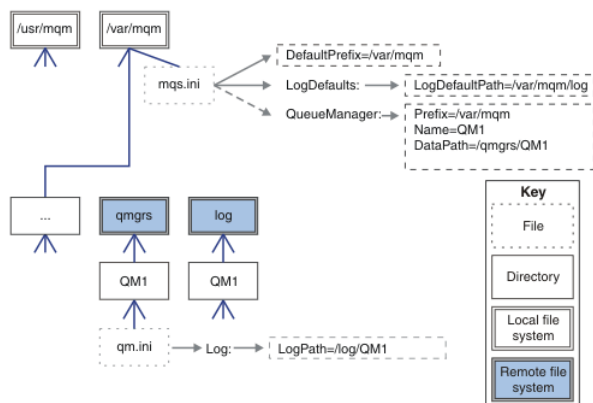 /usr/mqm
/var/mqm
mqs.ini
DefaultPrefix=/var/mqm
LogDefaults:
LogDefaultPath=/var/mqm/log
QueueManager:
Prefix=/var/mqm
Name=QM1
DataPath=/qmgrs/QM1
...
qmgrs
log
QM1
QM1
qm.ini
Log:
LogPath=/log/QM1
Key
File
Directory
Local file
system
Remote file
system